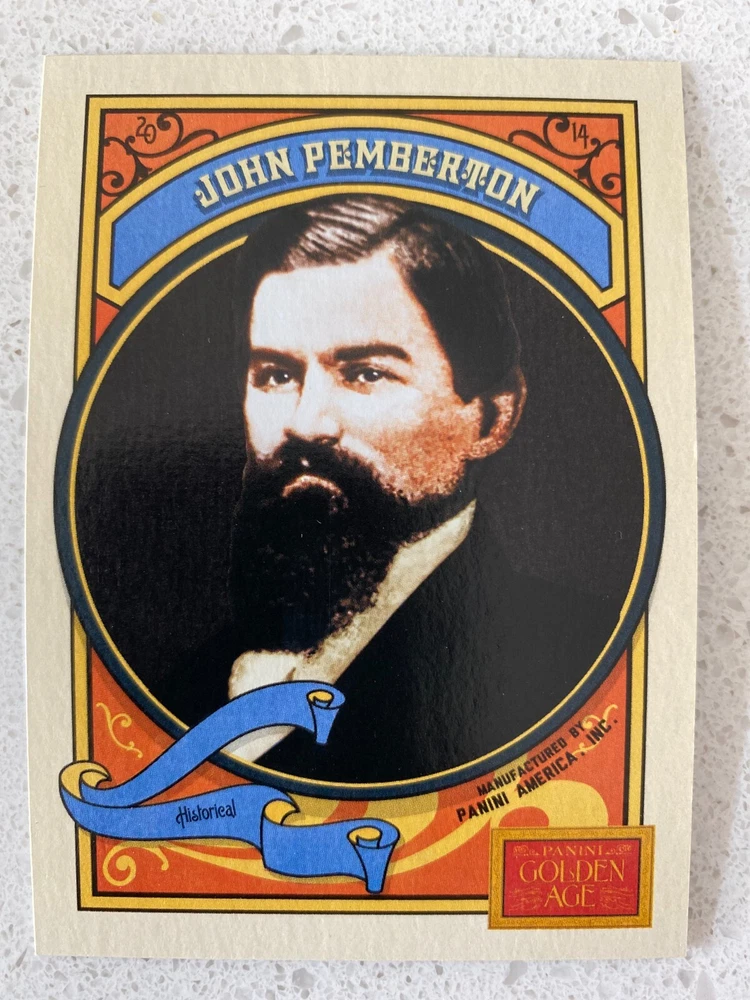 20 14
JOHN PEMBERTON
Historical
MANUFACTURED BY
PANINI AMERICA, INC.
PANINI
GOLDEN
AGE